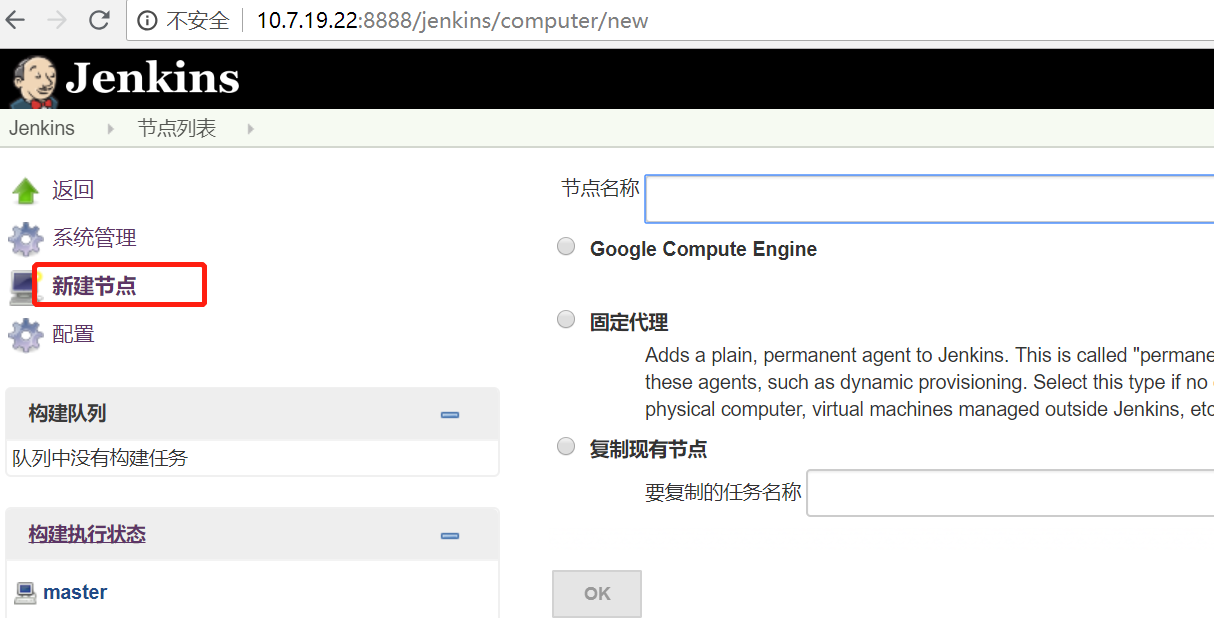 不安全 10.7.19.22:8888/jenkins/computer/new
Jenkins
Jenkins 节点列表
返回
系统管理
新建节点
配置
构建队列
队列中没有构建任务
构建执行状态
master
节点名称
Google Compute Engine
固定代理
Adds a plain, permanent agent to Jenkins. This is called "permane
these agents, such as dynamic provisioning. Select this type if no
physical computer, virtual machines managed outside Jenkins, etc
复制现有节点
要复制的任务名称
OK